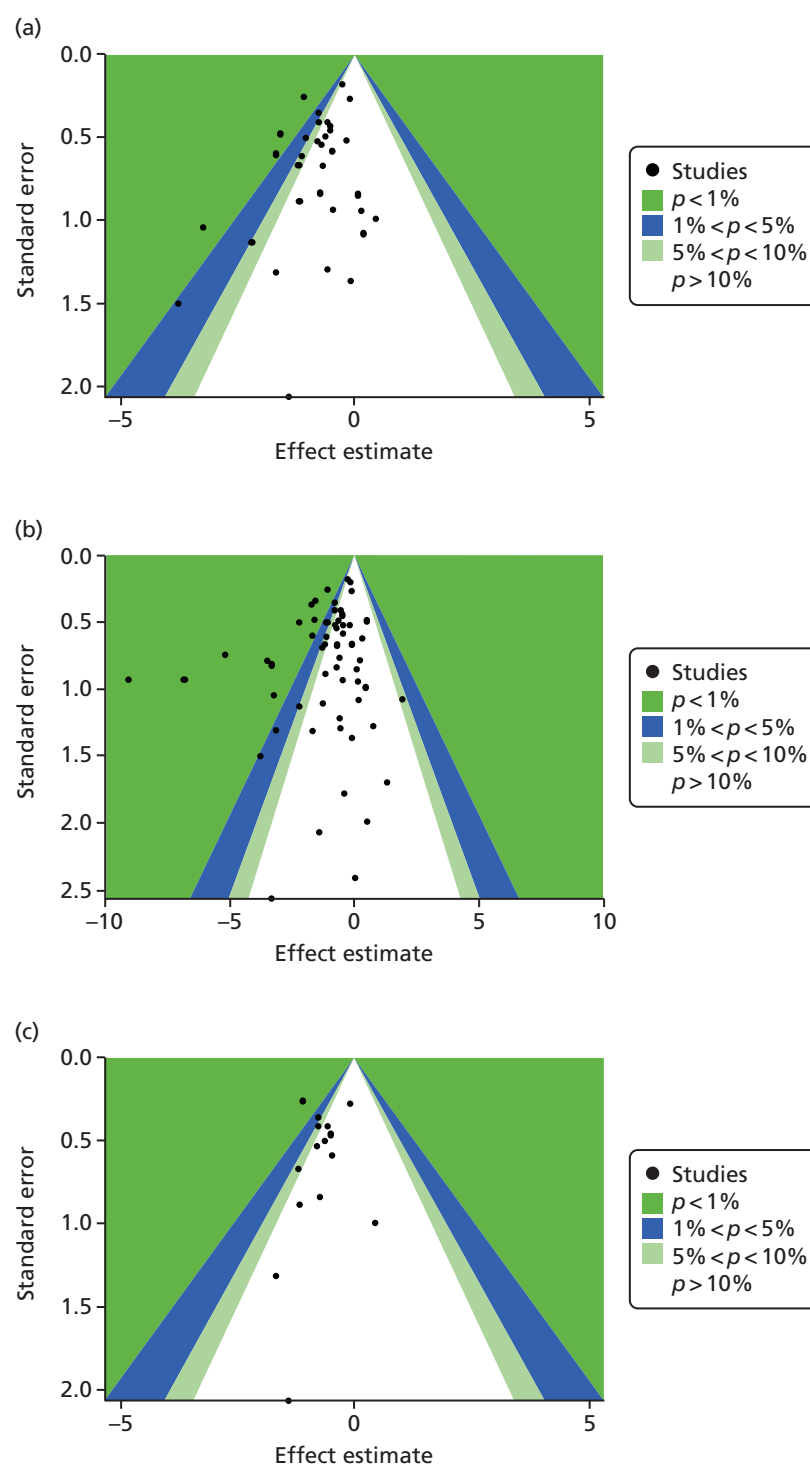 (a)
0.0
0.5
1.0
1.5
2.0
Standard error
−5
0
5
Effect estimate
Studies
p < 1%
1% < p < 5%
5% < p < 10%
p > 10%
(b)
0.0
0.5
1.0
1.5
2.0
2.5
Standard error
−10
−5
0
5
10
Effect estimate
Studies
p < 1%
1% < p < 5%
5% < p < 10%
p > 10%
(c)
0.0
0.5
1.0
1.5
2.0
Standard error
−5
0
5
Effect estimate
Studies
p < 1%
1% < p < 5%
5% < p < 10%
p > 10%